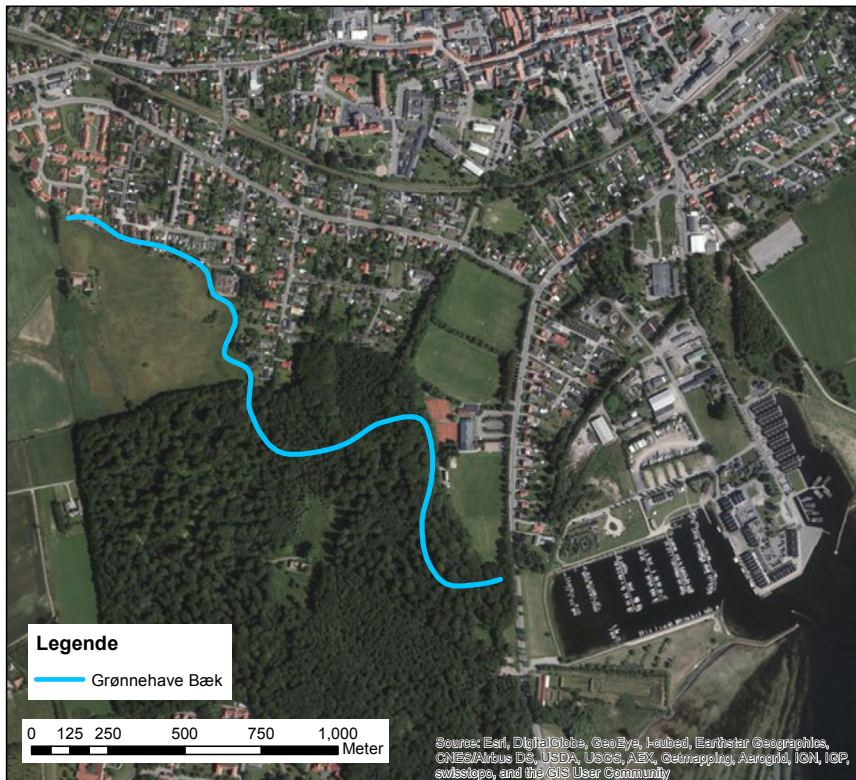 Legende
Grønnehave Bæk
0 125 250 500 750 1,000
Meter
Source: Esri, DigitalGlobe, GeoEye, i-cubed, Earthstar Geographics,
CNES/Airbus DS, USDA, USGS, AEX, Getmapping, Aerogrid, IGN, IGP,
swisstopo, and the GIS User Community